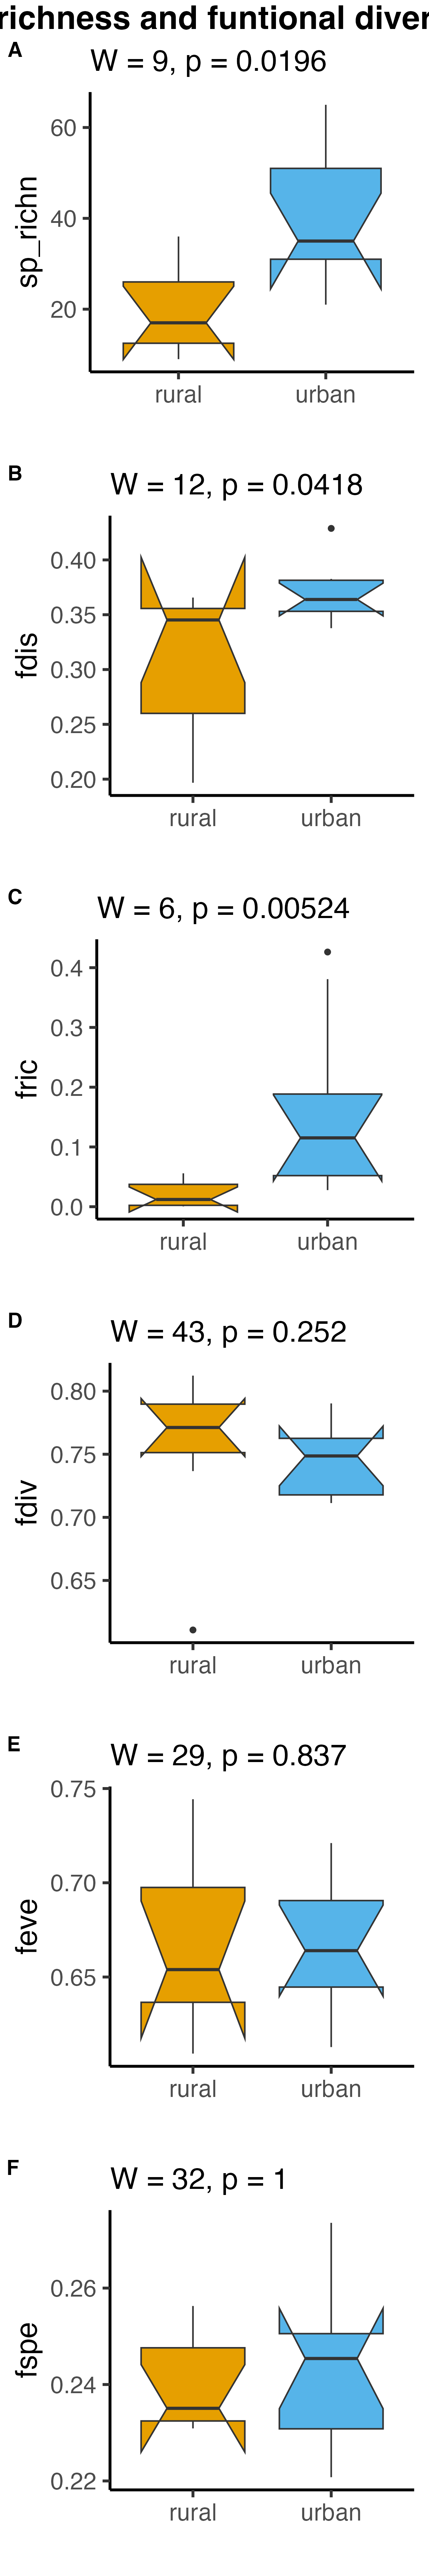 richness and funtional diver
A
W = 9, p = 0.0196
sp_richn
60
40
20
rural urban
B
W = 12, p = 0.0418
fdis
0.40
0.35
0.30
0.25
0.20
rural urban
C
W = 6, p = 0.00524
fric
0.4
0.3
0.2
0.1
0.0
rural urban
D
W = 43, p = 0.252
fdiv
0.80
0.75
0.70
0.65
rural urban
E
W = 29, p = 0.837
feve
0.75
0.70
0.65
rural urban
F
W = 32, p = 1
fspe
0.26
0.24
0.22
rural urban